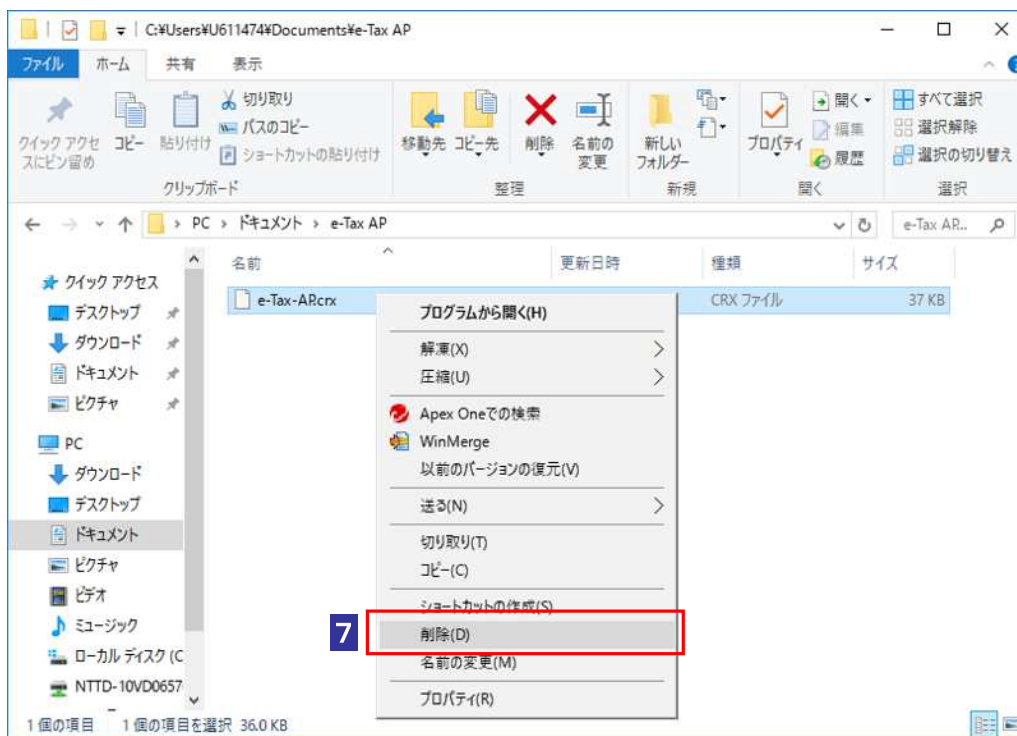 C:¥Users¥U611474¥Documents¥e-Tax AP
ファイル ホーム 共有 表示
クイック アクセスにピン留め
コピー
貼り付け
切り取り
パスのコピー
ショートカットの貼り付け
クリップボード
移動先
コピー先
削除
名前の変更
整理
新しいフォルダー
新規
プロパティ
開く
編集
履歴
開く
すべて選択
選択解除
選択の切り替え
選択
PC › ドキュメント › e-Tax AP
e-Tax AP...
名前 更新日時 種類 サイズ
e-Tax-AP.crx CRX ファイル 37 KB
クイック アクセス
デスクトップ
ダウンロード
ドキュメント
ピクチャ
PC
ダウンロード
デスクトップ
ドキュメント
ピクチャ
ビデオ
ミュージック
ローカル ディスク (C
NTTD-10VD0657
プログラムから開く(H)
解凍(X)
圧縮(U)
Apex Oneでの検索
WinMerge
以前のバージョンの復元(V)
送る(N)
切り取り(T)
コピー(C)
ショートカットの作成(S)
7
削除(D)
名前の変更(M)
プロパティ(R)
1 個の項目 1 個の項目を選択 36.0 KB